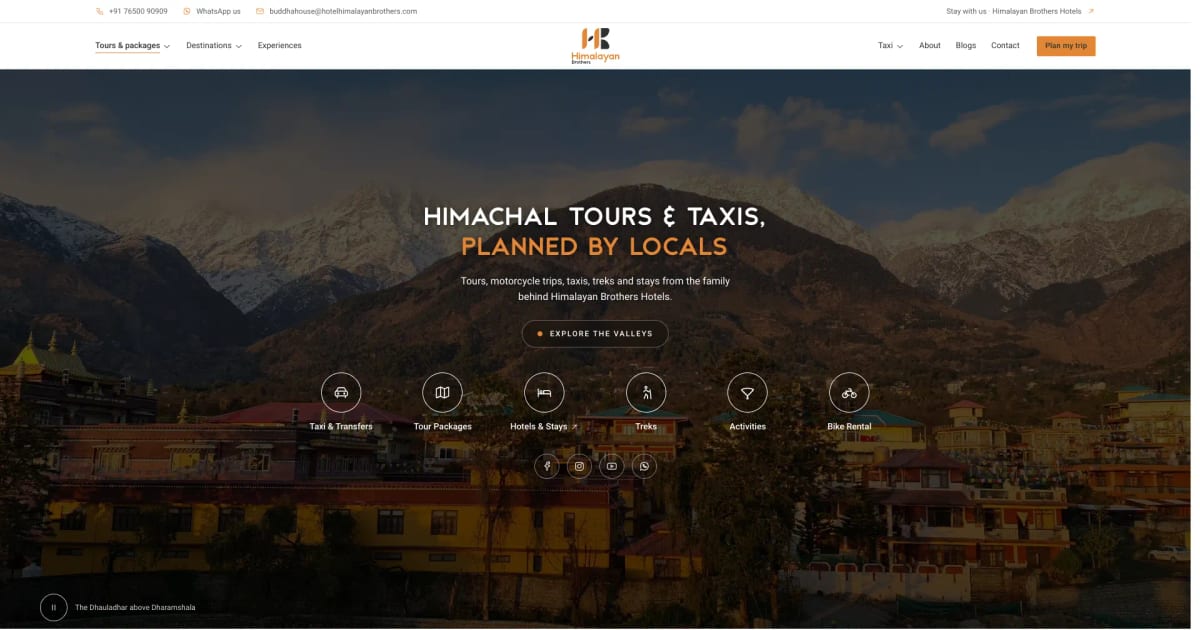 +91 76500 90909
WhatsApp us
buddhahouse@hotelhimalayanbrothers.com
Stay with us · Himalayan Brothers Hotels
Tours & packages
Destinations
Experiences
Himalayan
Brothers
Taxi
About
Blogs
Contact
Plan my trip
HIMACHAL TOURS & TAXIS,
PLANNED BY LOCALS
Tours, motorcycle trips, taxis, treks and stays from the family
behind Himalayan Brothers Hotels.
EXPLORE THE VALLEYS
Taxi & Transfers
Tour Packages
Hotels & Stays
Treks
Activities
Bike Rental
The Dhauladhar above Dharamshala